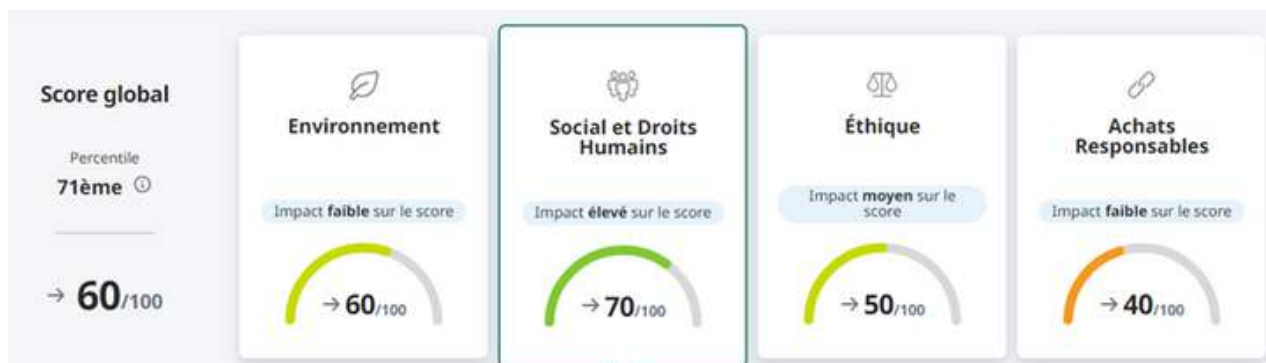 Score global
Percentile
71ème
→ 60/100
Environnement
Impact faible sur le score
→ 60/100
Social et Droits
Humains
Impact élevé sur le score
→ 70/100
Éthique
Impact moyen sur le
score
→ 50/100
Achats
Responsables
Impact faible sur le score
→ 40/100